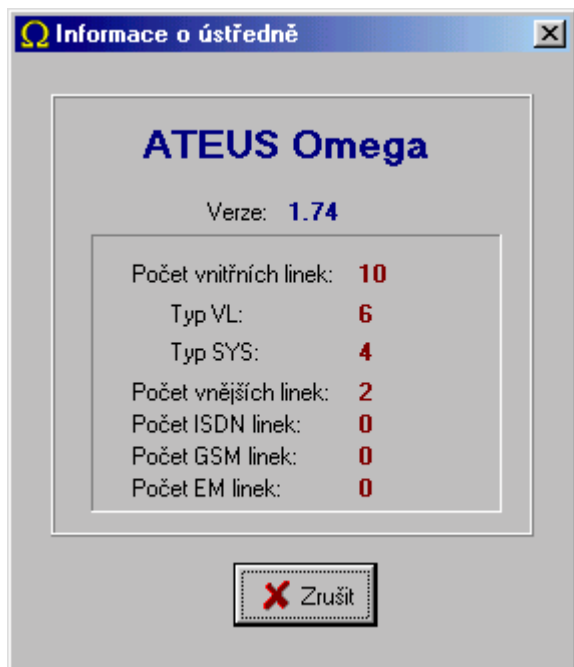 Informace o ústředně
ATEUS Omega
Verze: 1.74
Počet vnitřních linek: 10
Typ VL: 6
Typ SYS: 4
Počet vnějších linek: 2
Počet ISDN linek: 0
Počet GSM linek: 0
Počet EM linek: 0
Zrušit